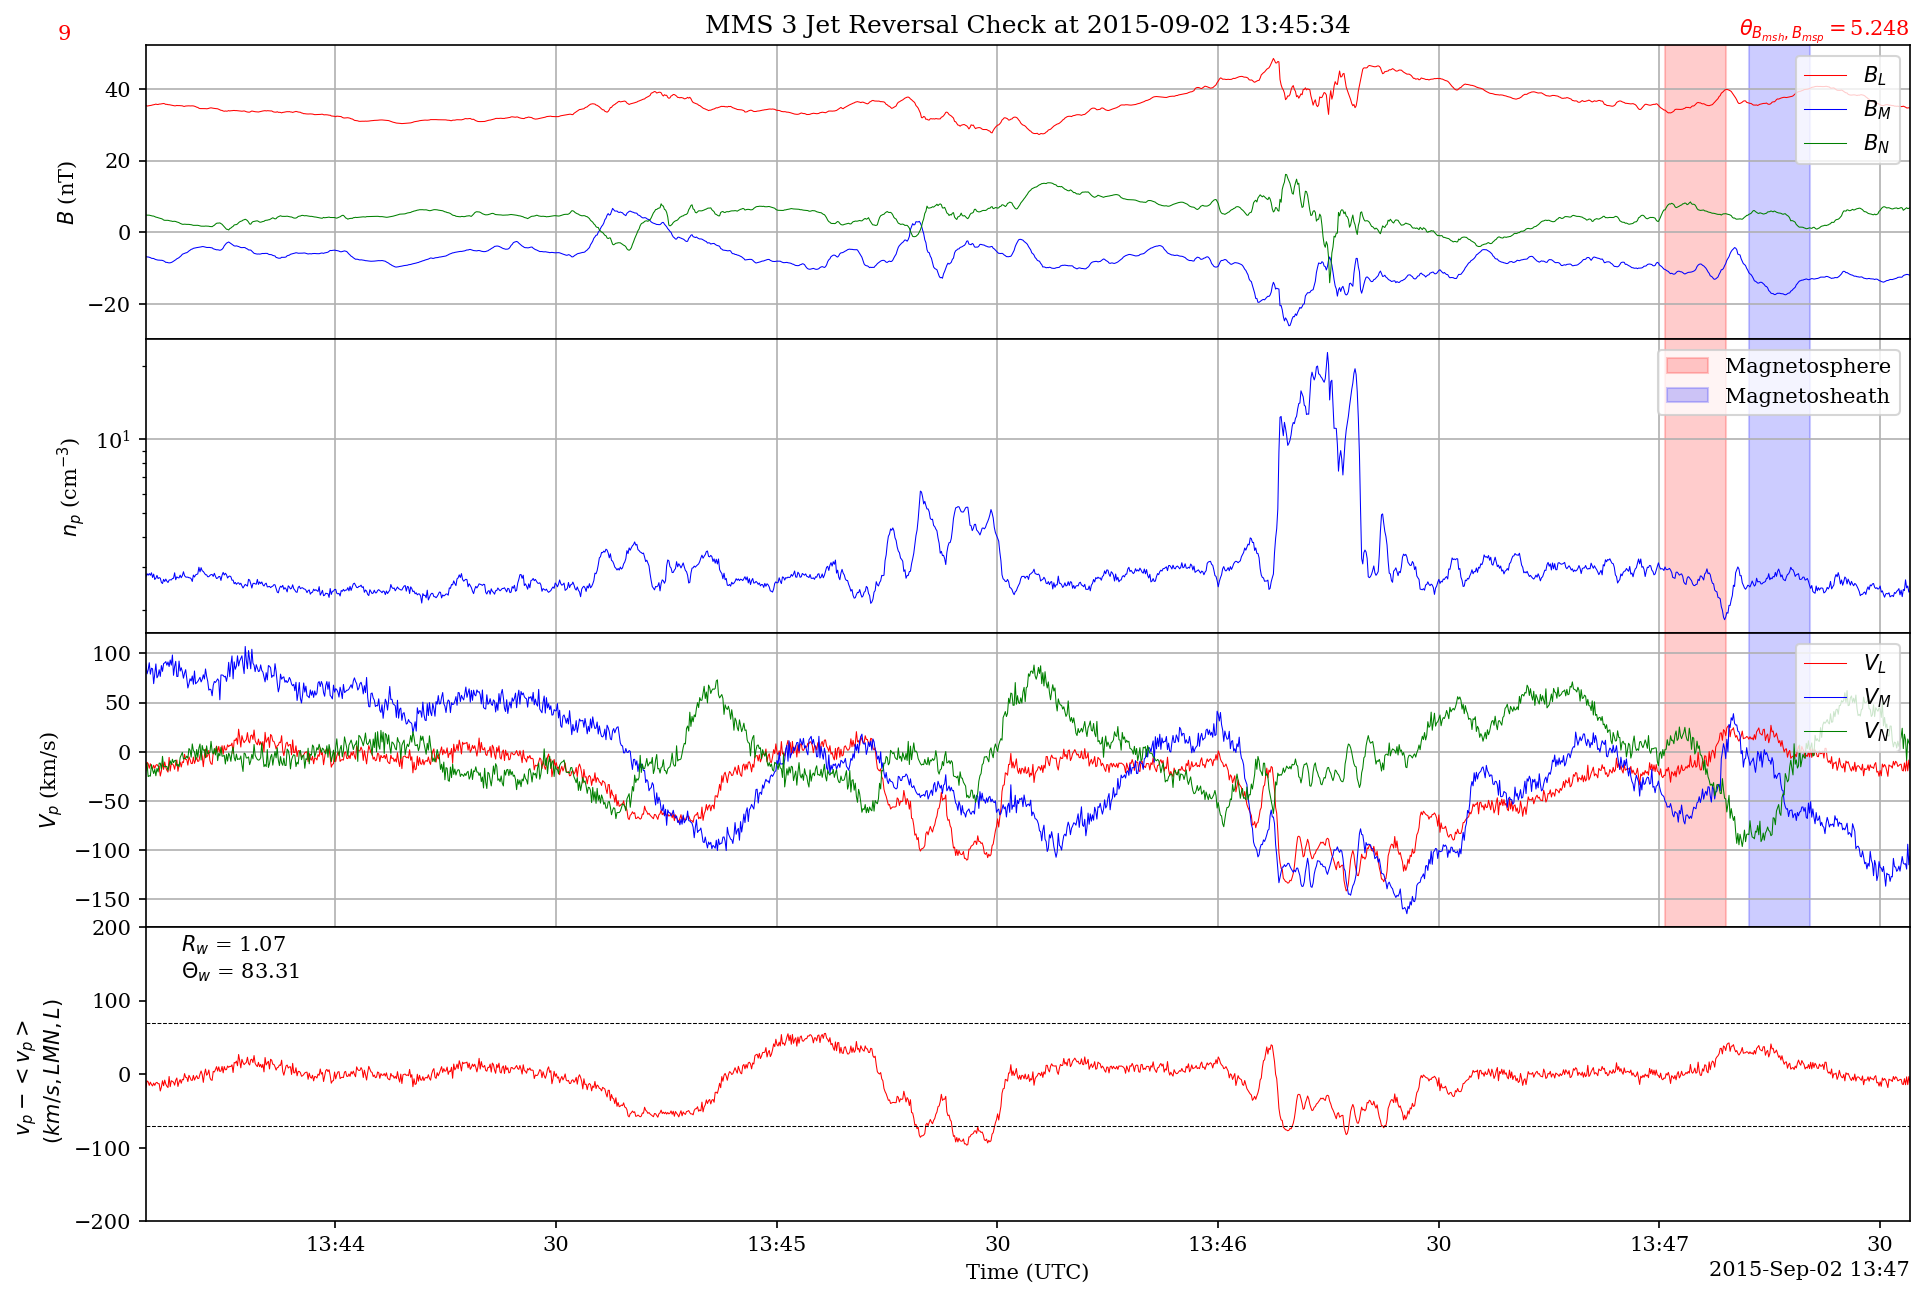 MMS 3 Jet Reversal Check at 2015-09-02 13:45:34
9
θ_{B_{msh}, B_{msp}} = 5.248
B (nT)
40
20
0
−20
B_L
B_M
B_N
n_p (cm^{−3})
10^1
Magnetosphere
Magnetosheath
V_p (km/s)
100
50
0
−50
−100
−150
V_L
V_M
V_N
v_p − < v_p >
(km/s, LMN, L)
200
100
0
−100
−200
R_w = 1.07
Θ_w = 83.31
13:44
30
13:45
30
13:46
30
13:47
30
Time (UTC)
2015-Sep-02 13:47